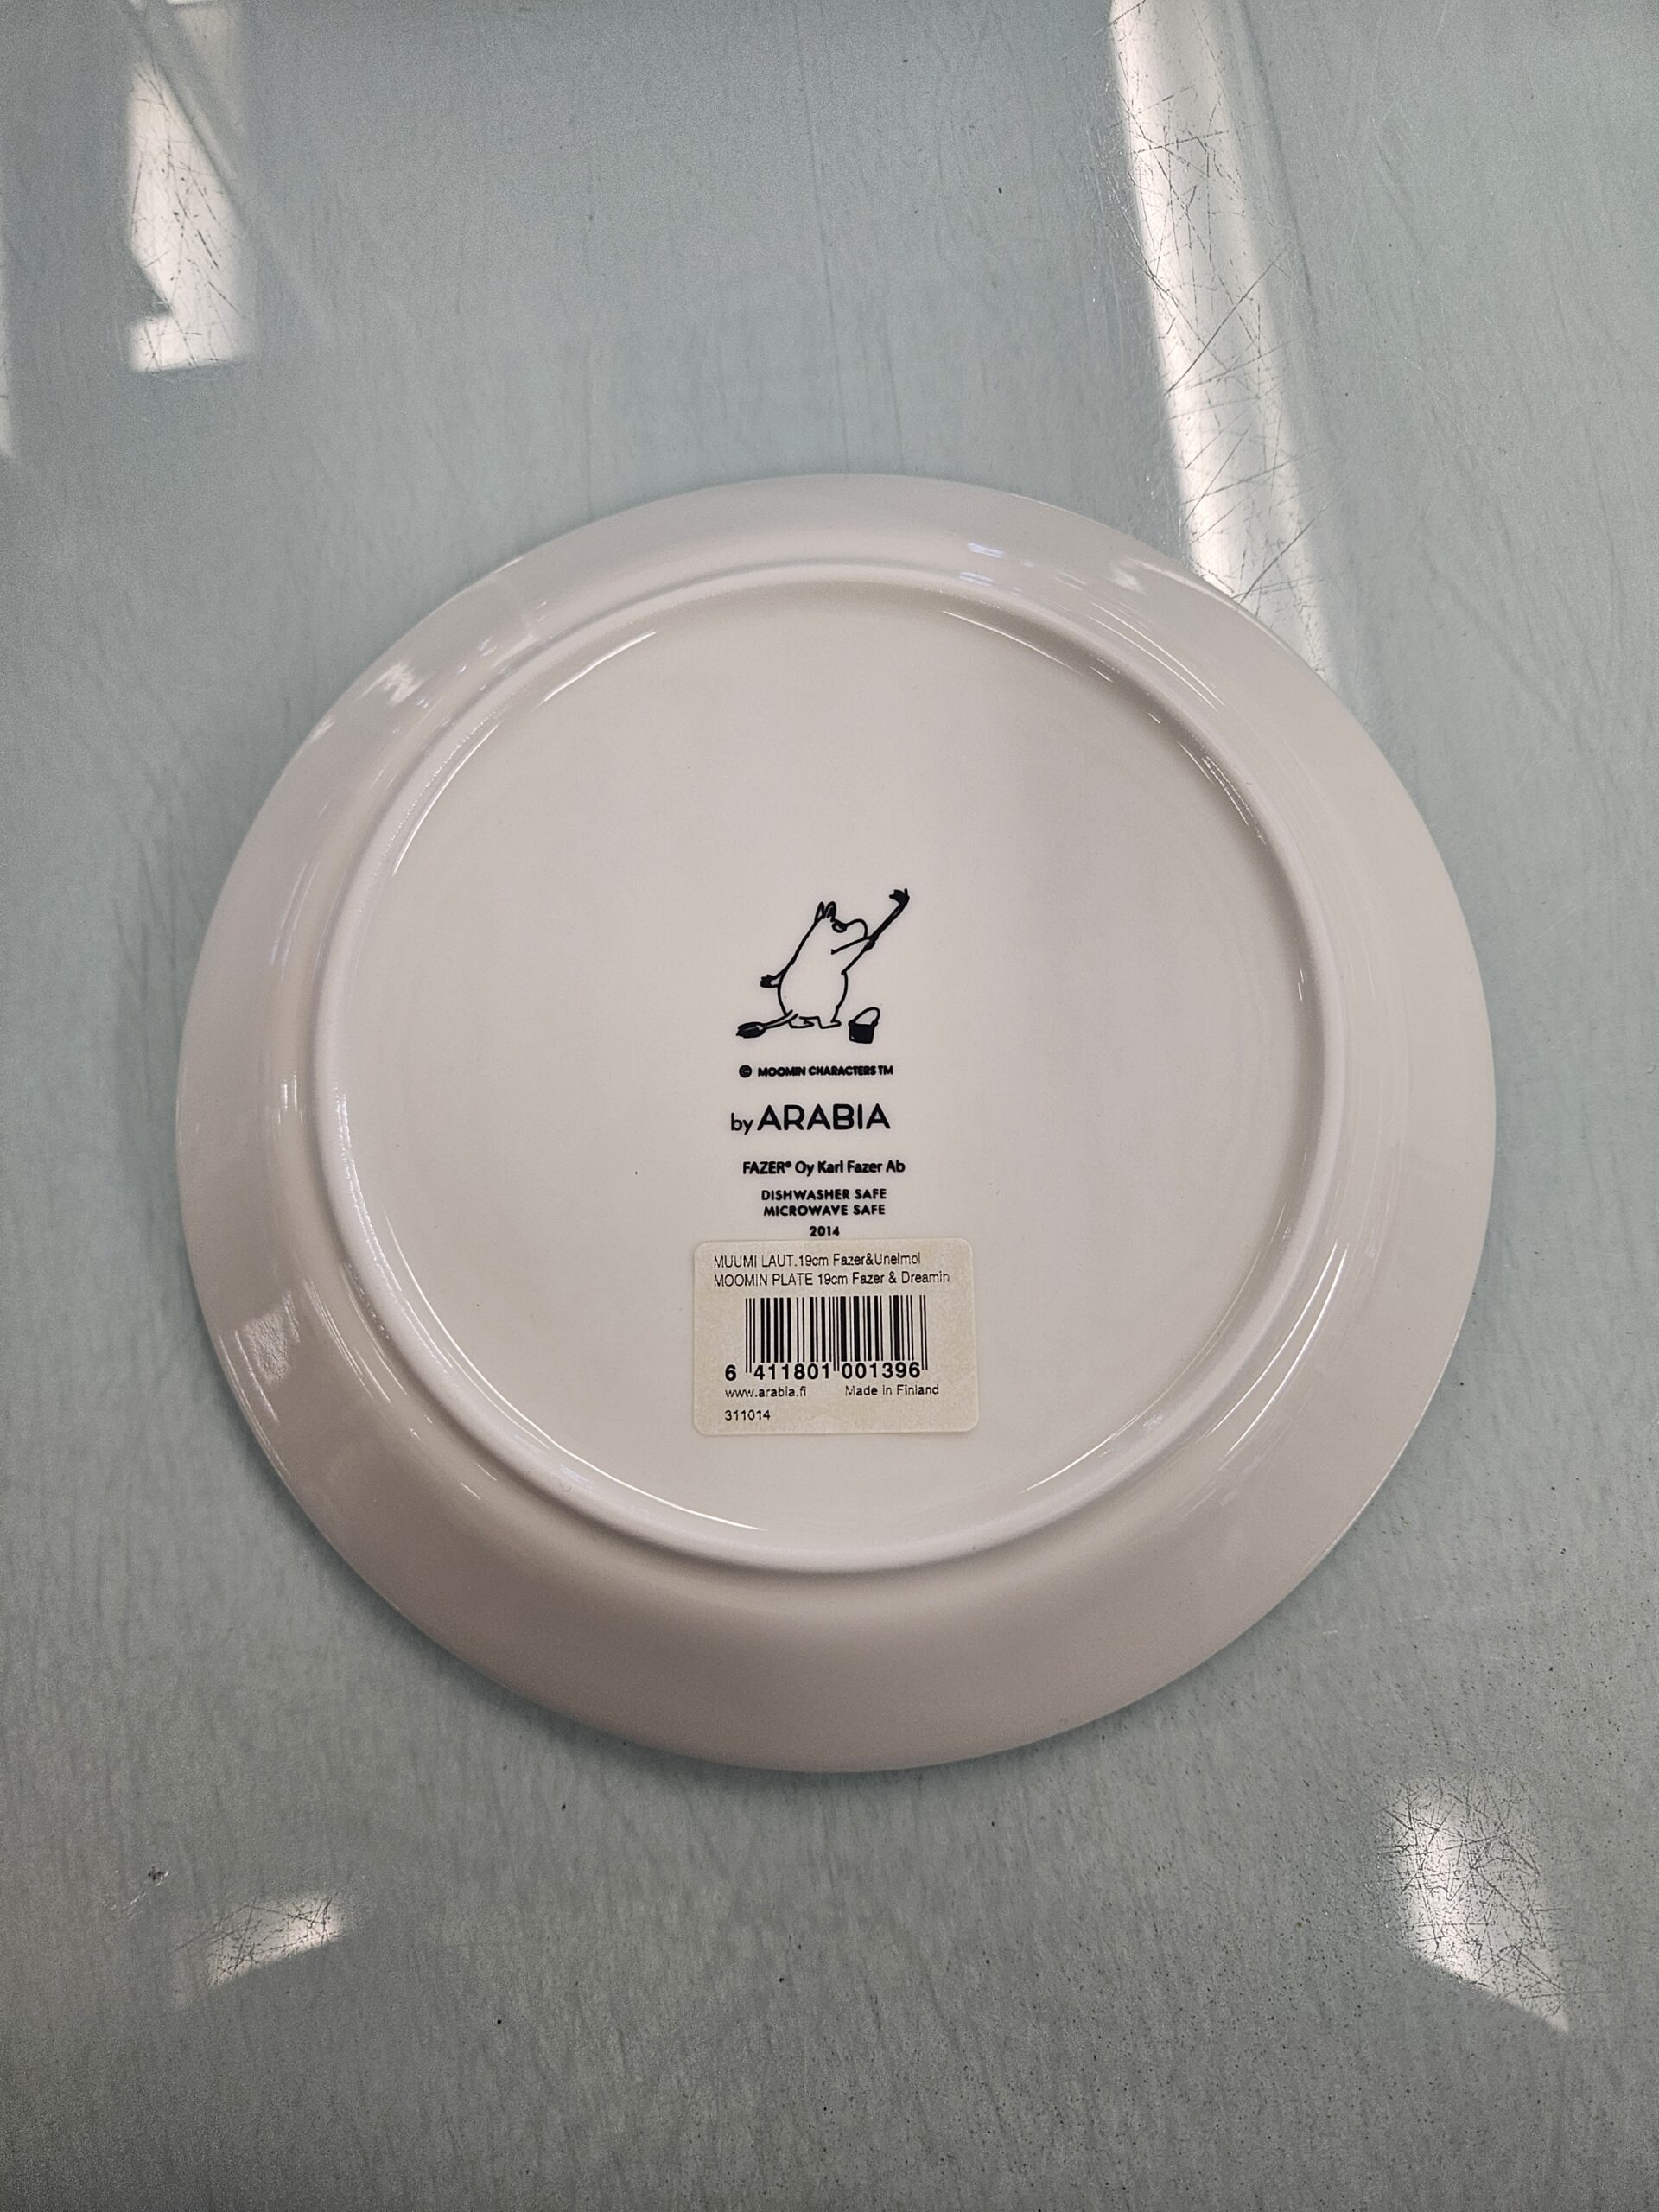 © MOOMIN CHARACTERS TM
by ARABIA
FAZER® Oy Karl Fazer Ab
DISHWASHER SAFE
MICROWAVE SAFE
2014
MUUMI LAUT.19cm Fazer&Unelmoi
MOOMIN PLATE 19cm Fazer & Dreamin
6 411801 001396
www.arabia.fi Made in Finland
311014